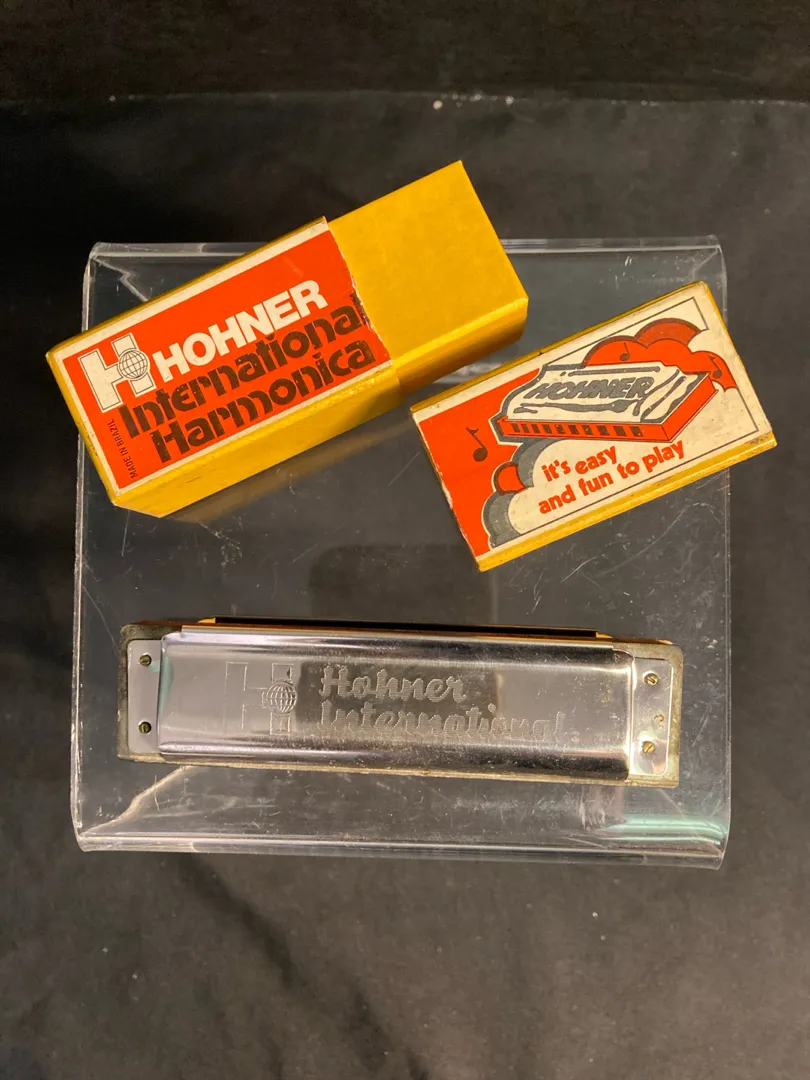 H HOHNER
International
Harmonica
MADE IN BRAZIL
HOHNER
it's easy
and fun to play
H Hohner
International